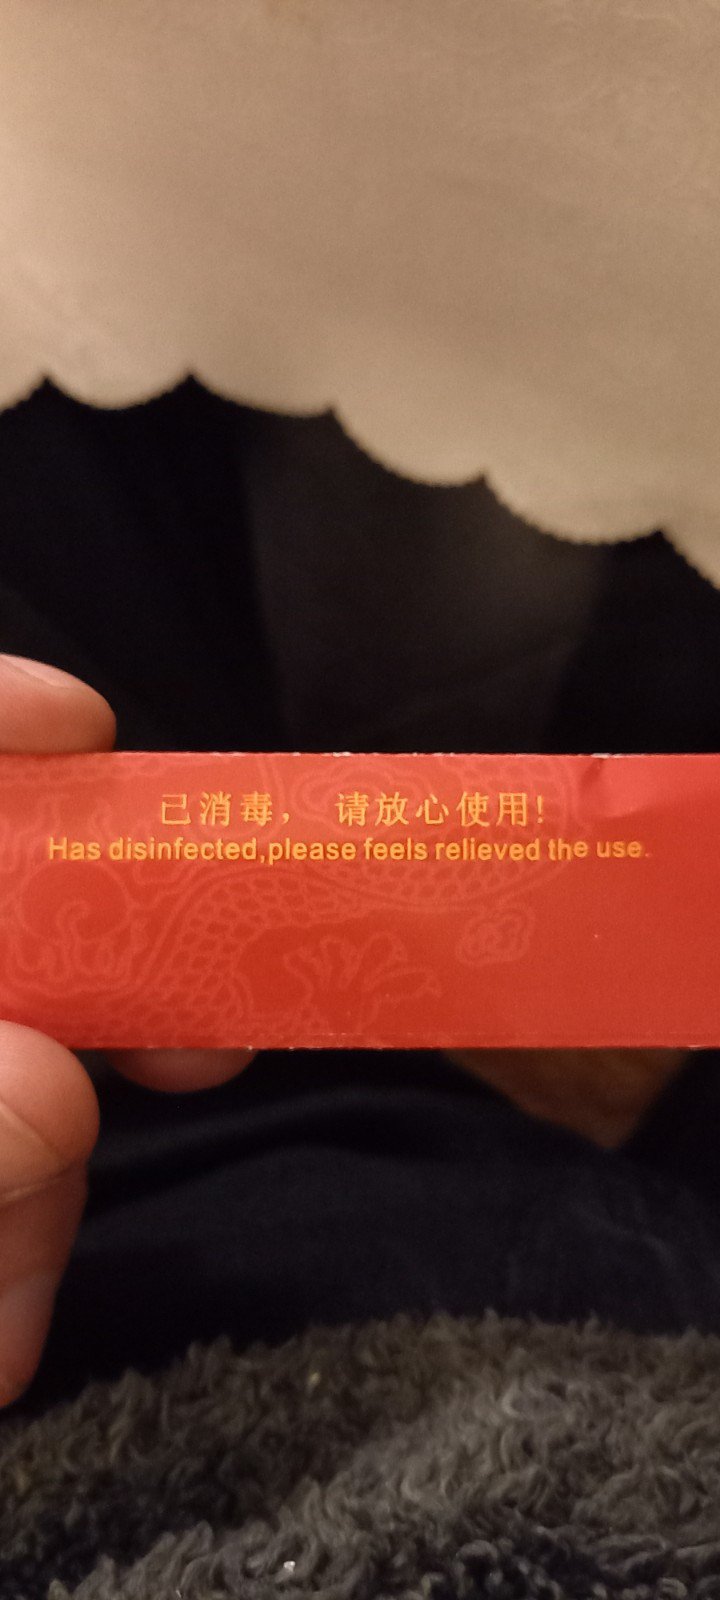 已消毒， 请放心使用!
Has disinfected,please feels relieved the use.